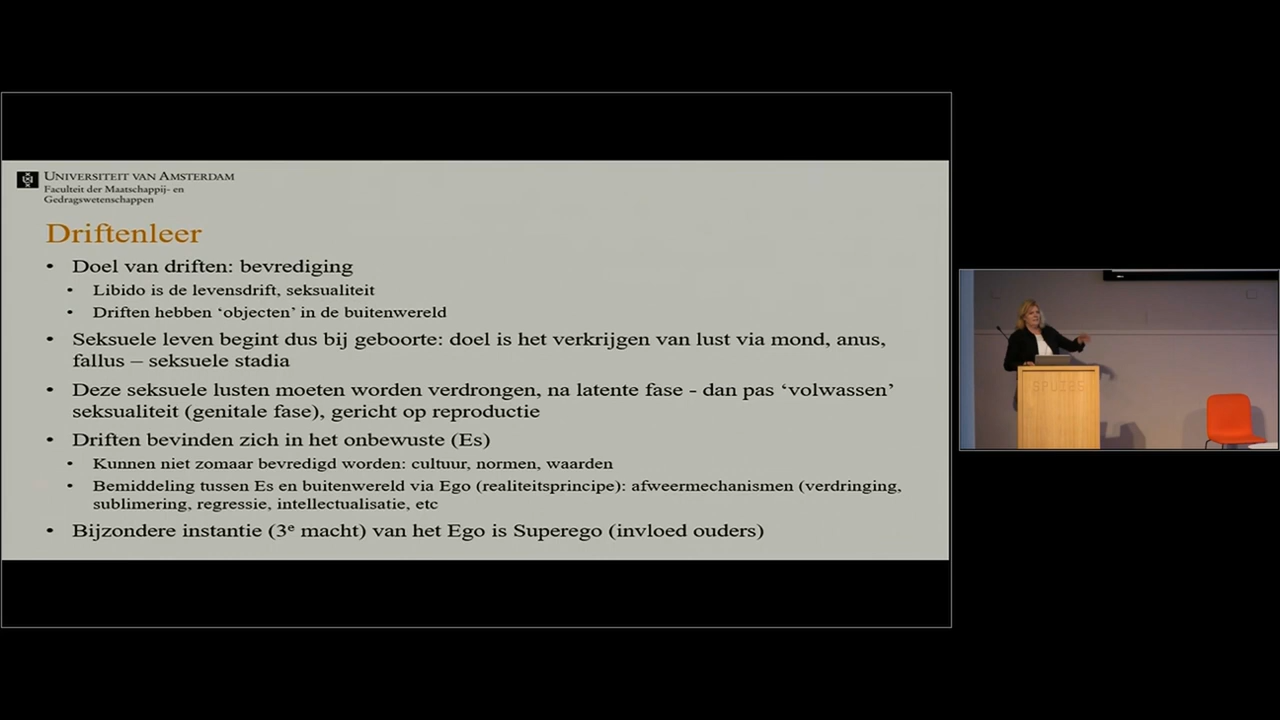 UNIVERSITEIT VAN AMSTERDAM
Faculteit der Maatschappij- en
Gedragswetenschappen
Driftenleer
• Doel van driften: bevrediging
• Libido is de levensdrift, seksualiteit
• Driften hebben ‘objecten’ in de buitenwereld
• Seksuele leven begint dus bij geboorte: doel is het verkrijgen van lust via mond, anus,
fallus – seksuele stadia
• Deze seksuele lusten moeten worden verdrongen, na latente fase - dan pas ‘volwassen’
seksualiteit (genitale fase), gericht op reproductie
• Driften bevinden zich in het onbewuste (Es)
• Kunnen niet zomaar bevredigd worden: cultuur, normen, waarden
• Bemiddeling tussen Es en buitenwereld via Ego (realiteitsprincipe): afweermechanismen (verdringing,
sublimering, regressie, intellectualisatie, etc
• Bijzondere instantie (3e macht) van het Ego is Superego (invloed ouders)
SPUI25